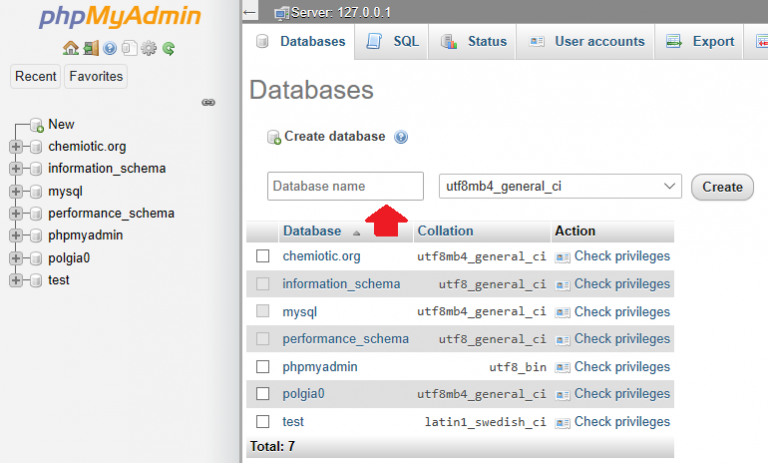 phpMyAdmin
Recent Favorites
New
chemiotic.org
information_schema
mysql
performance_schema
phpmyadmin
polgia0
test
Server: 127.0.0.1
Databases SQL Status User accounts Export
Databases
Create database
Database name utf8mb4_general_ci Create
Database Collation Action
chemiotic.org utf8mb4_general_ci Check privileges
information_schema utf8_general_ci Check privileges
mysql utf8mb4_general_ci Check privileges
performance_schema utf8_general_ci Check privileges
phpmyadmin utf8_bin Check privileges
polgia0 utf8mb4_general_ci Check privileges
test latin1_swedish_ci Check privileges
Total: 7